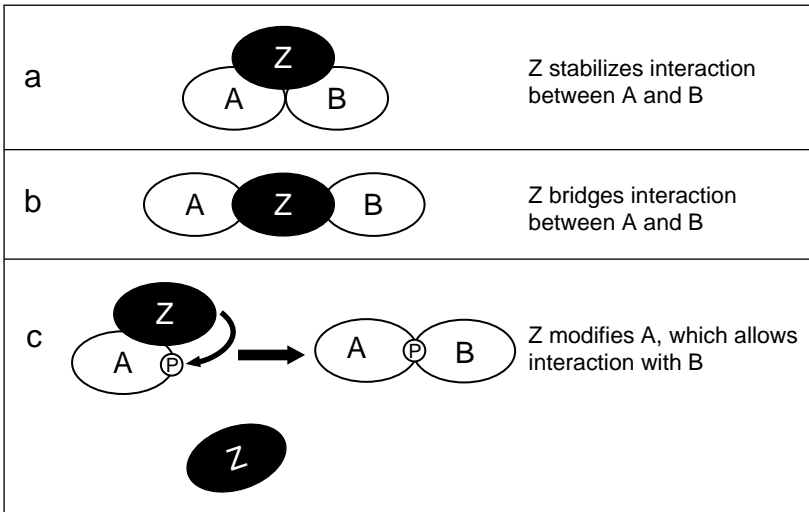 a
Z
A B
Z stabilizes interaction
between A and B
b
A Z B
Z bridges interaction
between A and B
c
Z
A P
A P B
Z modifies A, which allows
interaction with B
Z